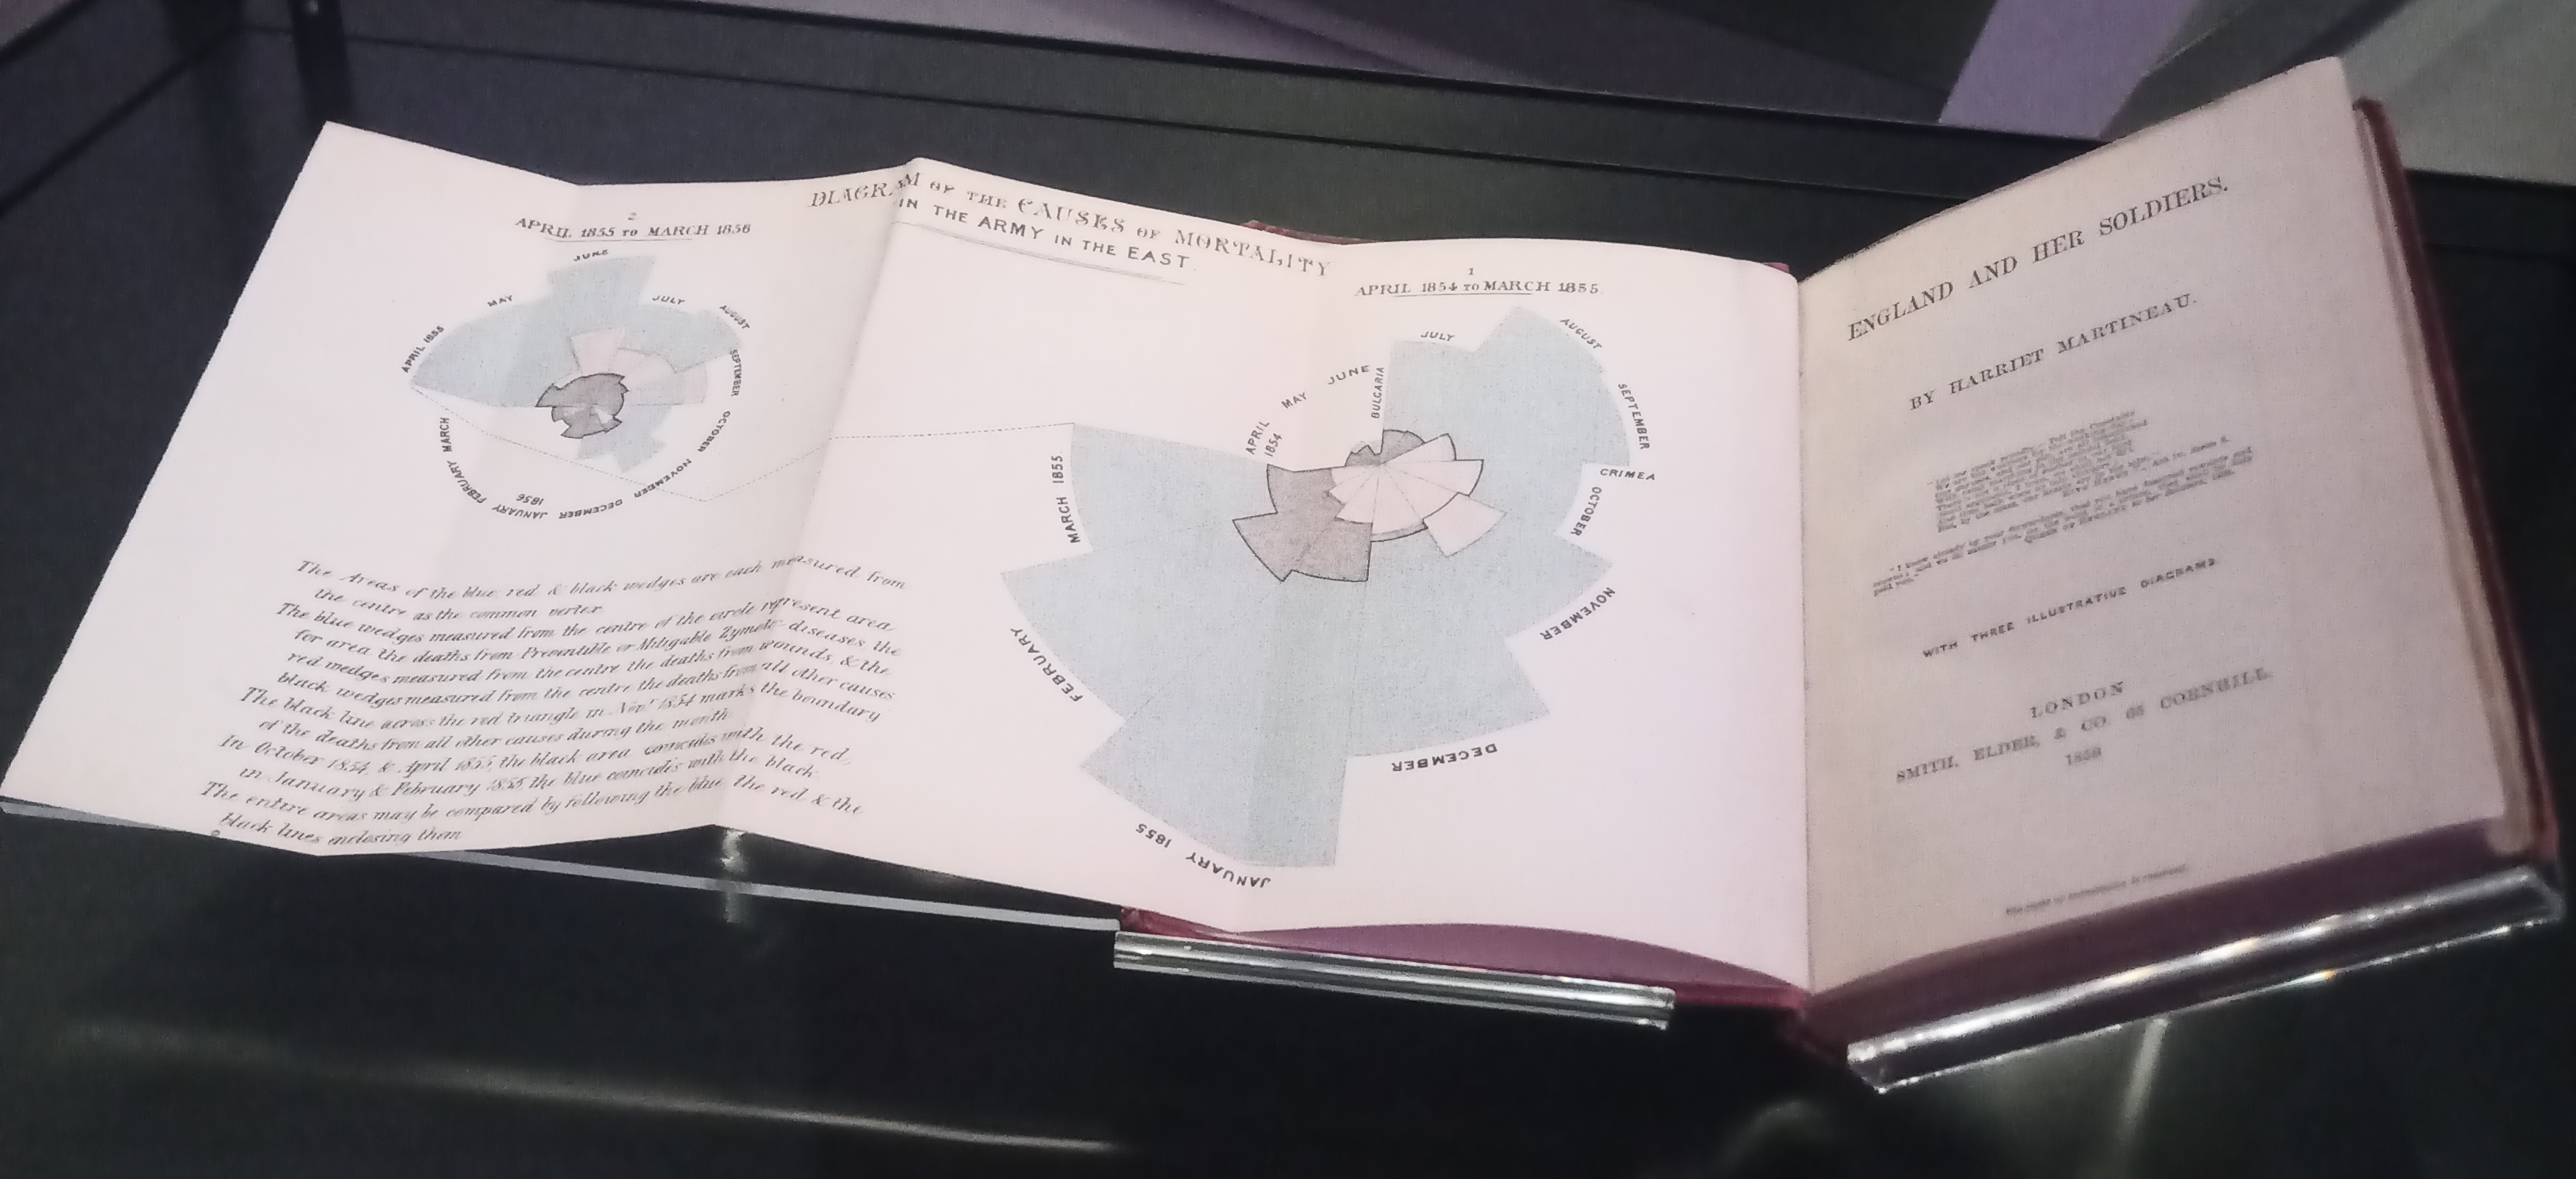 DIAGRAM OF THE CAUSES OF MORTALITY
IN THE ARMY IN THE EAST
2
APRIL 1855 TO MARCH 1856
APRIL 1855
MAY
JUNE
JULY
AUGUST
SEPTEMBER
OCTOBER
NOVEMBER
DECEMBER
JANUARY
1856
FEBRUARY
MARCH
The Areas of the blue, red & black wedges are each measured from
the centre as the common vertex
The blue wedges measured from the centre of the circle represent area
for area the deaths from Preventible or Mitigable Zymotic diseases the
red wedges measured from the centre the deaths from wounds, & the
black wedges measured from the centre the deaths from all other causes
The black line across the red triangle in Nov.r 1854 marks the boundary
of the deaths from all other causes during the month
In October 1854, & April 1855, the black area coincides with the red,
in January & February 1855, the blue coincides with the black
The entire areas may be compared by following the blue, the red & the
black lines enclosing them
1
APRIL 1854 TO MARCH 1855
APRIL
1854
MAY
JUNE
BULGARIA
JULY
AUGUST
SEPTEMBER
CRIMEA
OCTOBER
NOVEMBER
DECEMBER
JANUARY 1855
FEBRUARY
MARCH 1855
ENGLAND AND HER SOLDIERS.
BY HARRIET MARTINEAU.
WITH THREE ILLUSTRATIVE DIAGRAMS
LONDON
SMITH, ELDER, & CO. 65 CORNHILL